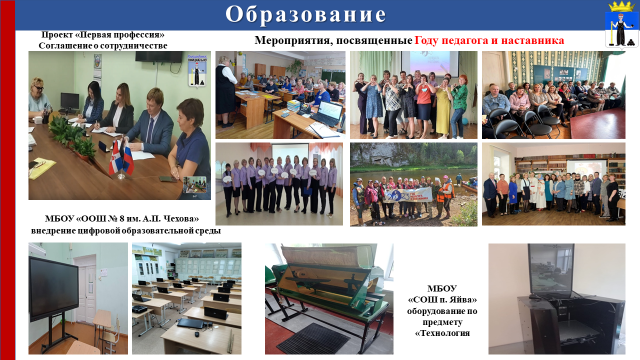 Образование
Проект «Первая профессия»
Соглашение о сотрудничестве
Мероприятия, посвященные Году педагога и наставника
МБОУ «ООШ № 8 им. А.П. Чехова»
внедрение цифровой образовательной среды
МБОУ
«СОШ п. Яйва»
оборудование по
предмету
«Технология